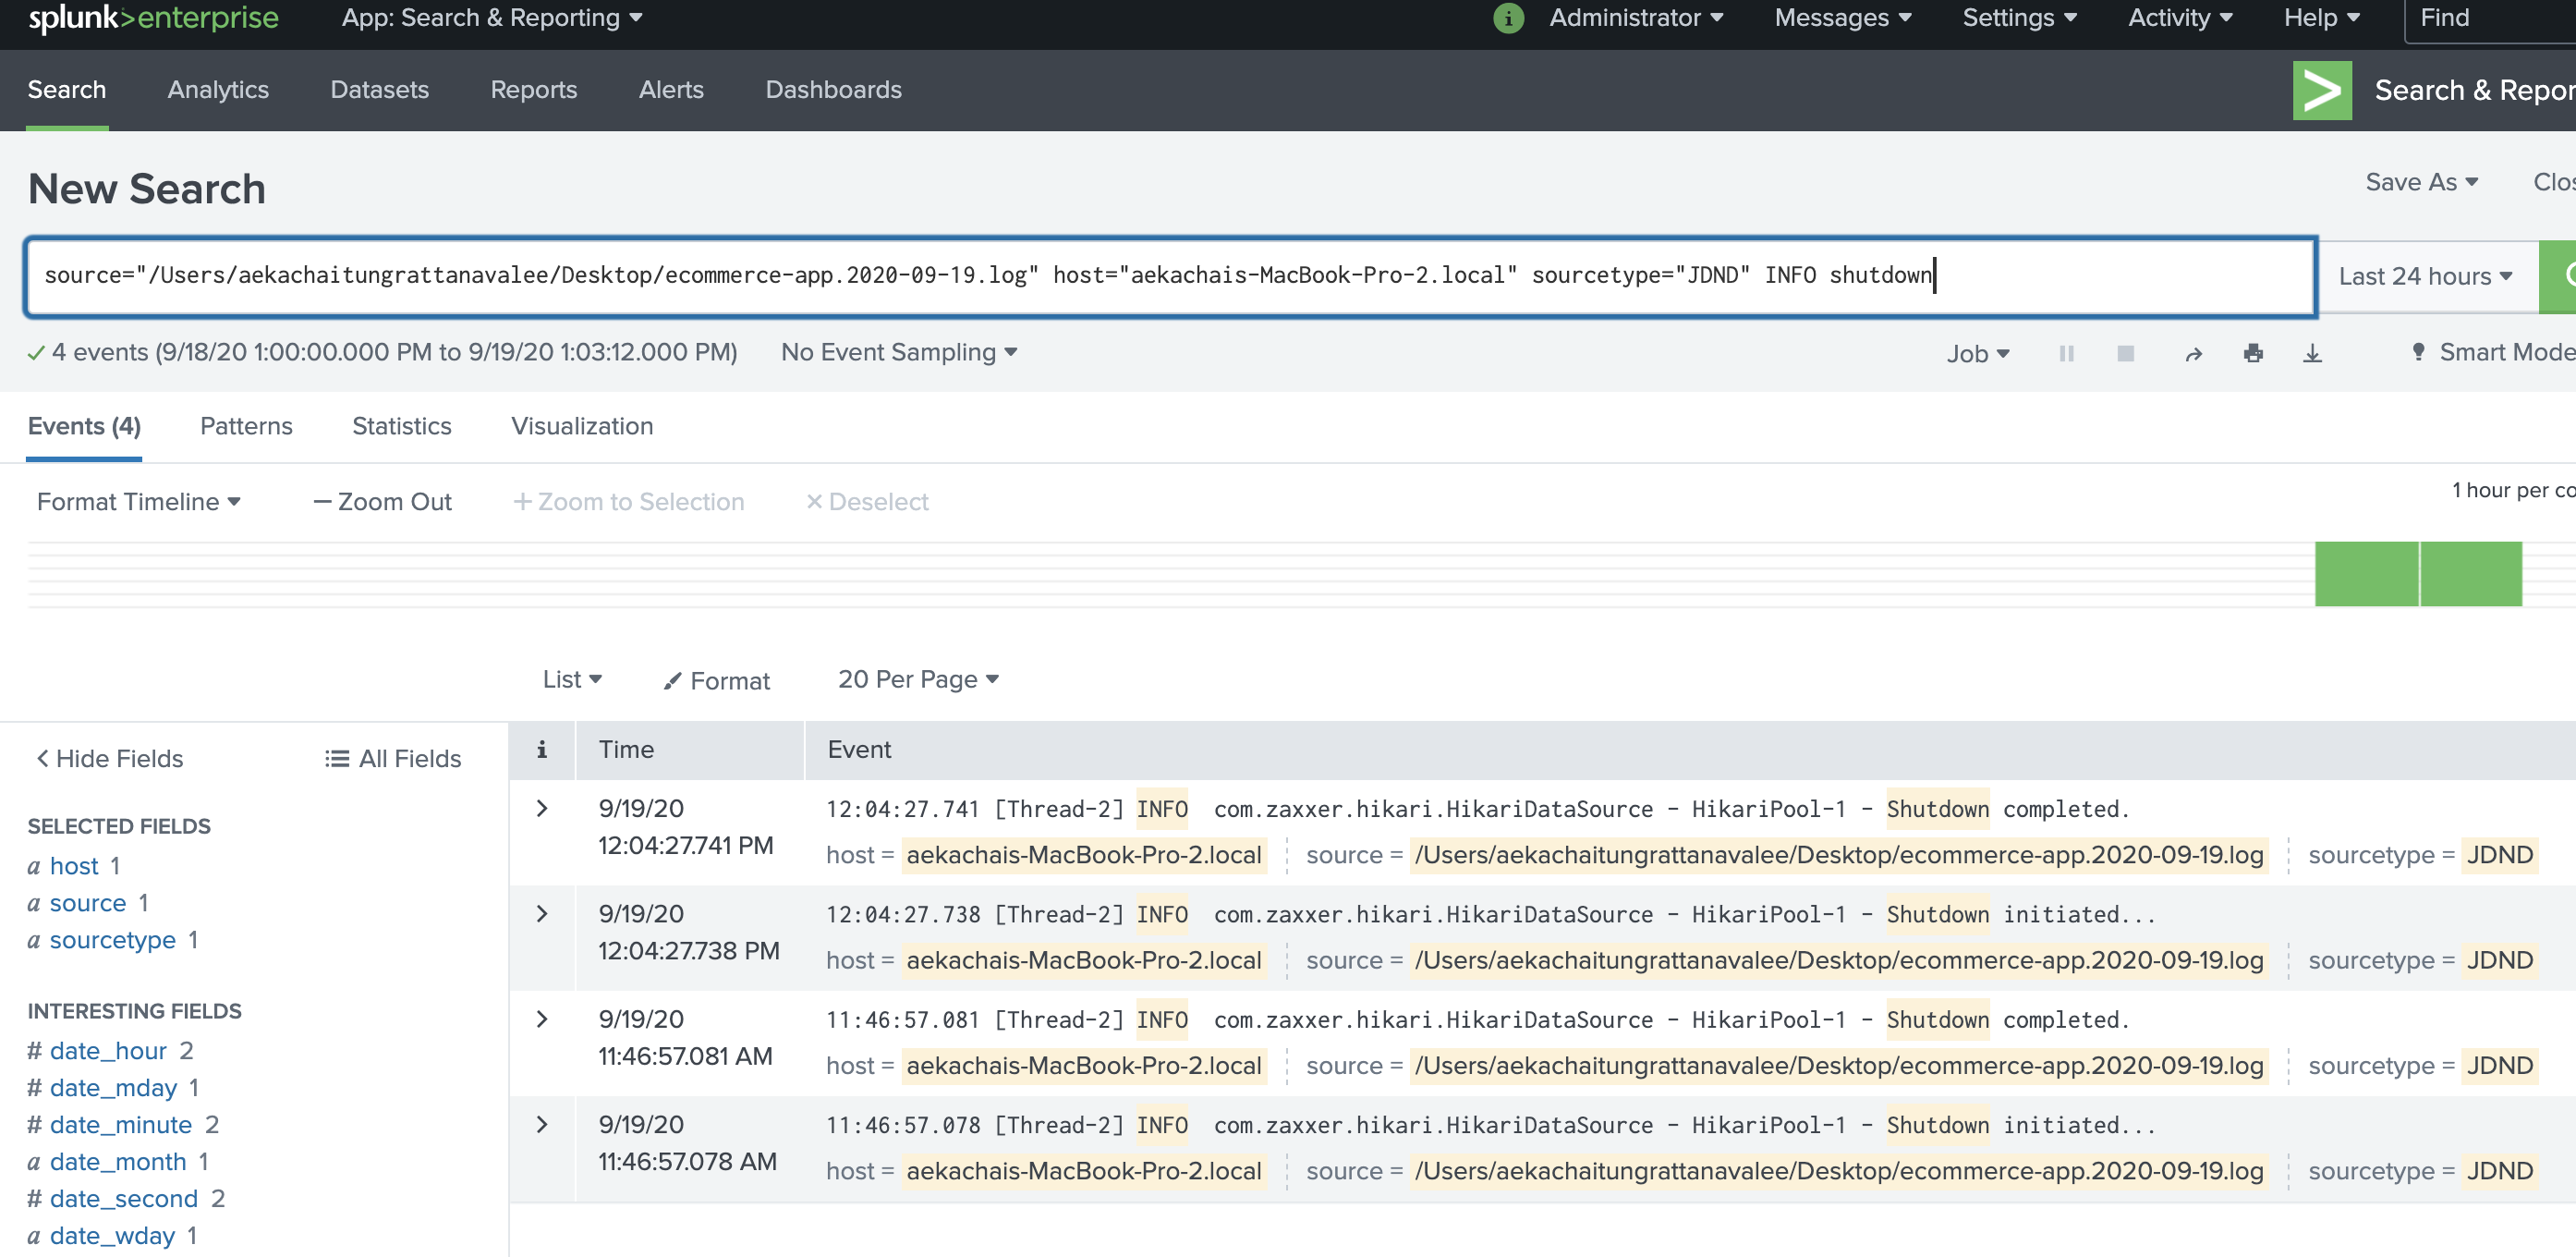 splunk>enterprise App: Search & Reporting Administrator Messages Settings Activity Help Find
Search Analytics Datasets Reports Alerts Dashboards Search &
New Search Save As
source="/Users/aekachaitungrattanavalee/Desktop/ecommerce-app.2020-09-19.log" host="aekachais-MacBook-Pro-2.local" sourcetype="JDND" INFO shutdown Last 24 hours
4 events (9/18/20 1:00:00.000 PM to 9/19/20 1:03:12.000 PM) No Event Sampling Job Smart Mode
Events (4) Patterns Statistics Visualization
Format Timeline — Zoom Out + Zoom to Selection × Deselect 1 hour per
List Format 20 Per Page
< Hide Fields All Fields i Time Event
SELECTED FIELDS
a host 1
a source 1
a sourcetype 1
INTERESTING FIELDS
# date_hour 2
# date_mday 1
# date_minute 2
a date_month 1
# date_second 2
a date_wday 1
> 9/19/20 12:04:27.741 [Thread-2] INFO com.zaxxer.hikari.HikariDataSource - HikariPool-1 - Shutdown completed.
12:04:27.741 PM host = aekachais-MacBook-Pro-2.local source = /Users/aekachaitungrattanavalee/Desktop/ecommerce-app.2020-09-19.log sourcetype = JDND
> 9/19/20 12:04:27.738 [Thread-2] INFO com.zaxxer.hikari.HikariDataSource - HikariPool-1 - Shutdown initiated...
12:04:27.738 PM host = aekachais-MacBook-Pro-2.local source = /Users/aekachaitungrattanavalee/Desktop/ecommerce-app.2020-09-19.log sourcetype = JDND
> 9/19/20 11:46:57.081 [Thread-2] INFO com.zaxxer.hikari.HikariDataSource - HikariPool-1 - Shutdown completed.
11:46:57.081 AM host = aekachais-MacBook-Pro-2.local source = /Users/aekachaitungrattanavalee/Desktop/ecommerce-app.2020-09-19.log sourcetype = JDND
> 9/19/20 11:46:57.078 [Thread-2] INFO com.zaxxer.hikari.HikariDataSource - HikariPool-1 - Shutdown initiated...
11:46:57.078 AM host = aekachais-MacBook-Pro-2.local source = /Users/aekachaitungrattanavalee/Desktop/ecommerce-app.2020-09-19.log sourcetype = JDND